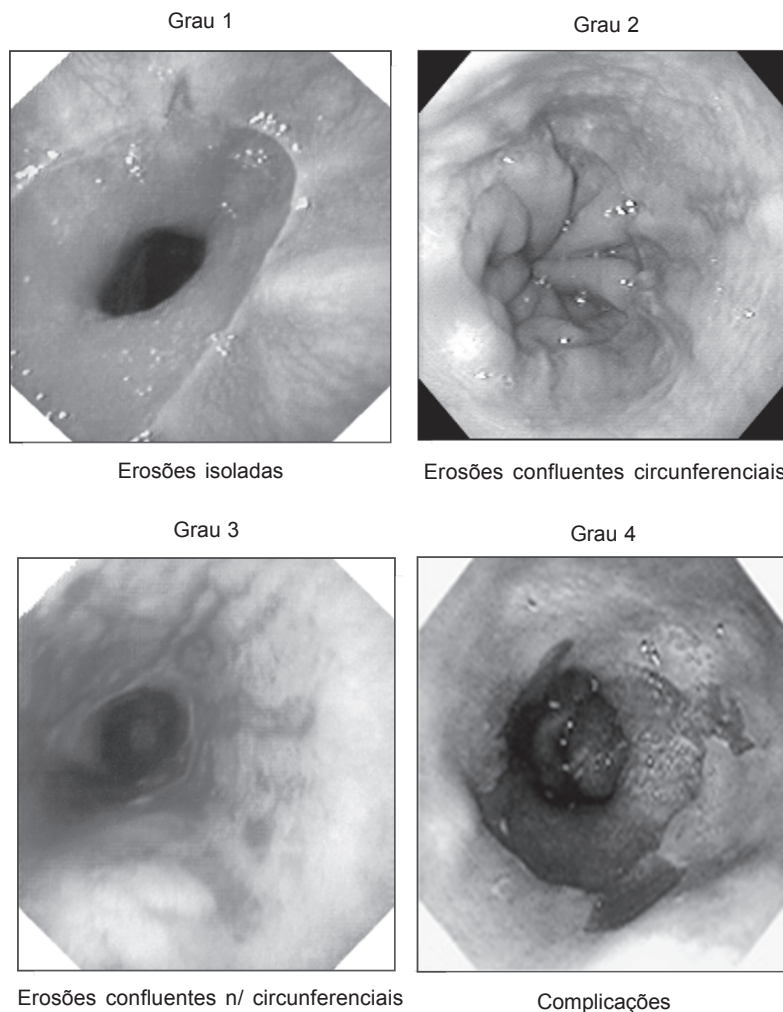 Grau 1
Grau 2
Erosões isoladas
Erosões confluentes circunferenciais
Grau 3
Grau 4
Erosões confluentes n/ circunferenciais
Complicações